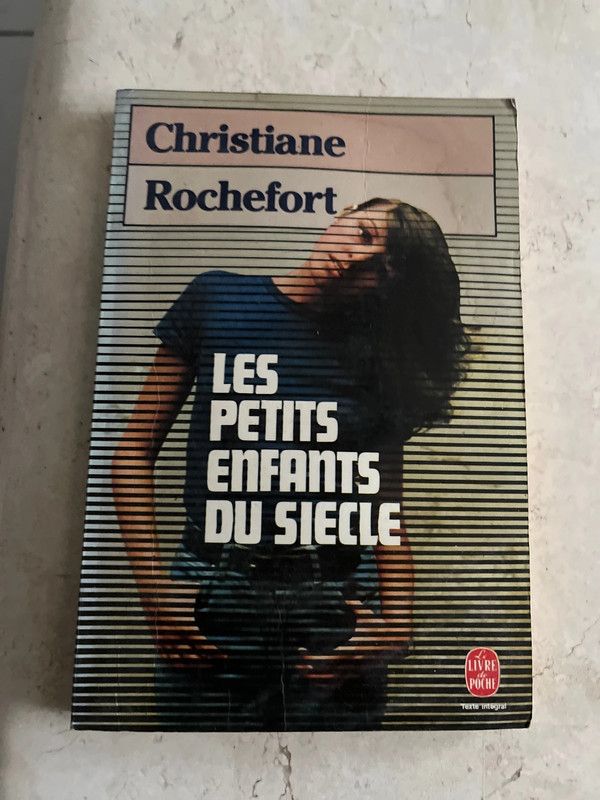 Christiane
Rochefort
LES
PETITS
ENFANTS
DU SIECLE
Le
LIVRE
de
POCHE
Texte intégral